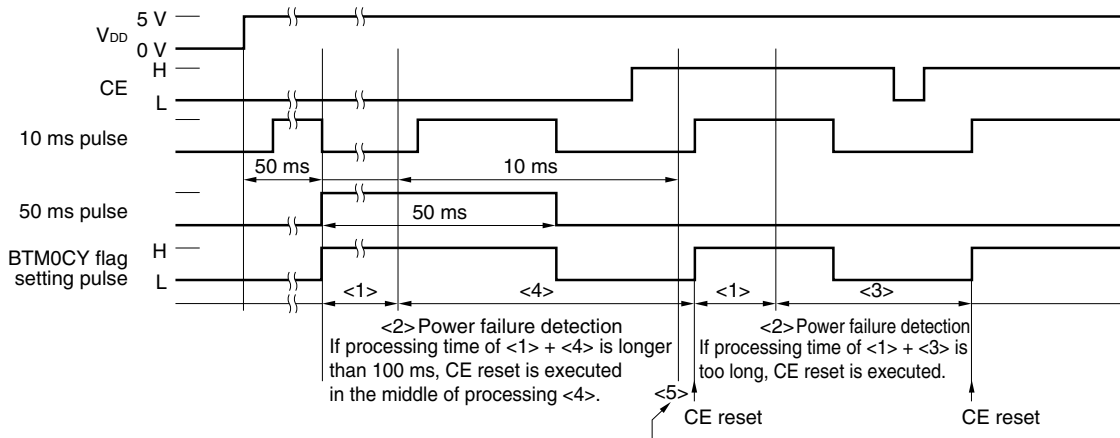 5 V
VDD
0 V
H
CE
L
10 ms pulse
50 ms
10 ms
50 ms pulse
50 ms
BTM0CY flag
setting pulse
H
L
<1>
<4>
<1>
<3>
<2> Power failure detection
If processing time of <1> + <4> is longer
than 100 ms, CE reset is executed
in the middle of processing <4>.
<2> Power failure detection
If processing time of <1> + <3> is
too long, CE reset is executed.
<5>
CE reset
CE reset